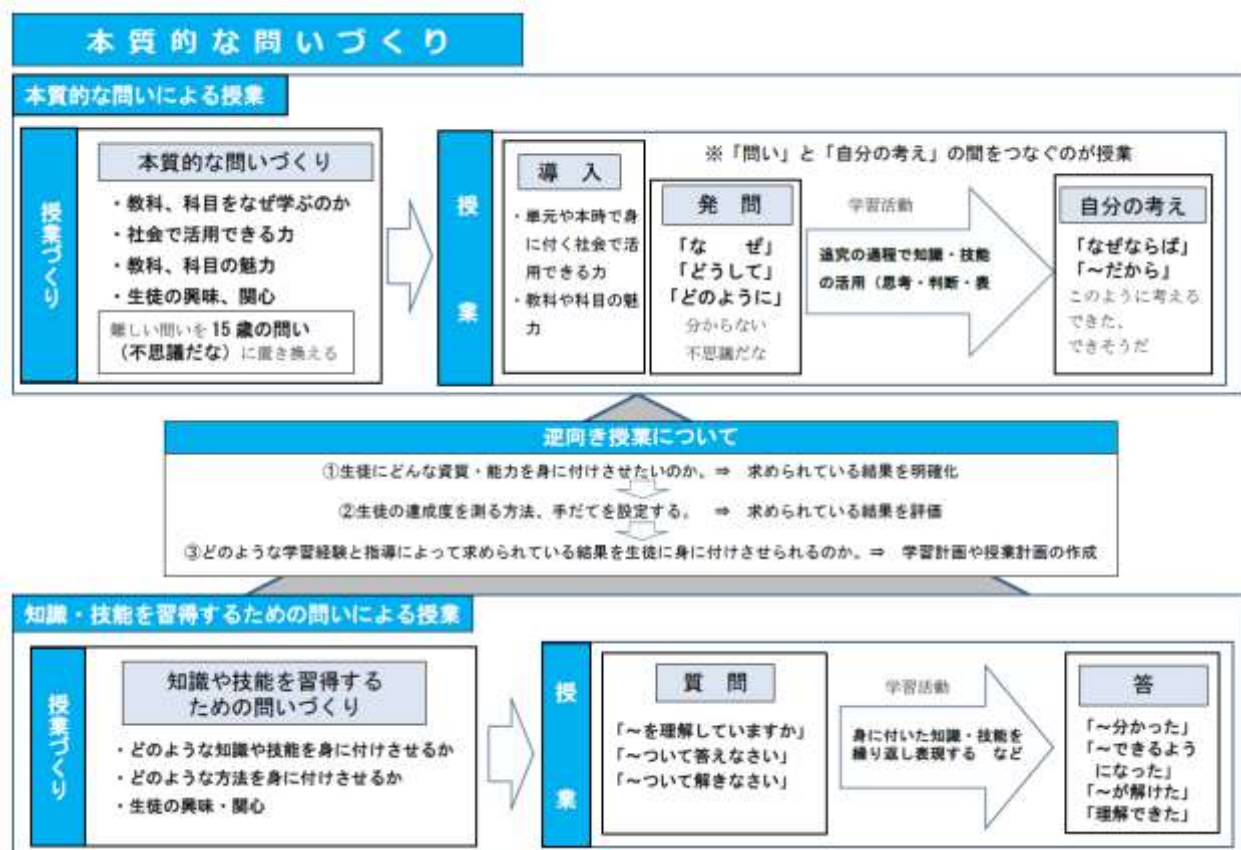 本質的な問いづくり
本質的な問いによる授業
授業づくり
本質的な問いづくり
・教科、科目をなぜ学ぶのか
・社会で活用できる力
・教科、科目の魅力
・生徒の興味、関心
難しい問いを 15 歳の問い
（不思議だな）に置き換える
授業
導 入
・単元や本時で身
に付く社会で活
用できる力
・教科や科目の魅
力
※「問い」と「自分の考え」の間をつなぐのが授業
発 問
「な　ぜ」
「どうして」
「どのように」
分からない
不思議だな
学習活動
追究の過程で知識・技能
の活用（思考・判断・表
自分の考え
「なぜならば」
「～だから」
このように考える
できた、
できそうだ
逆向き授業について
①生徒にどんな資質・能力を身に付けさせたいのか。⇒　求められている結果を明確化
②生徒の達成度を測る方法、手だてを設定する。　⇒　求められている結果を評価
③どのような学習経験と指導によって求められている結果を生徒に身に付けさせられるのか。⇒　学習計画や授業計画の作成
知識・技能を習得するための問いによる授業
授業づくり
知識や技能を習得する
ための問いづくり
・どのような知識や技能を身に付けさせるか
・どのような方法を身に付けさせるか
・生徒の興味・関心
授業
質 問
「～を理解していますか」
「～ついて答えなさい」
「～ついて解きなさい」
学習活動
身に付いた知識・技能を
繰り返し表現する　など
答
「～分かった」
「～できるよう
になった」
「～が解けた」
「理解できた」